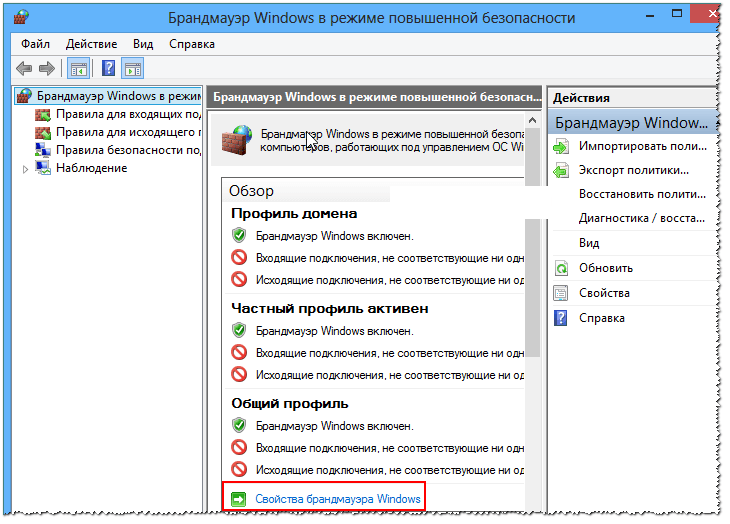 Брандмауэр Windows в режиме повышенной безопасности
Файл Действие Вид Справка
Брандмауэр Windows в режи
Правила для входящих по
Правила для исходящего п
Правила безопасности по
Наблюдение
Брандмауэр Windows в режиме повышенной безопасн...
Брандмауэр Windows в режиме повышенной безопа
компьютеров, работающих под управлением ОС Wi
Обзор
Профиль домена
Брандмауэр Windows включен.
Входящие подключения, не соответствующие ни одн
Исходящие подключения, не соответствующие ни од
Частный профиль активен
Брандмауэр Windows включен.
Входящие подключения, не соответствующие ни одн
Исходящие подключения, не соответствующие ни од
Общий профиль
Брандмауэр Windows включен.
Входящие подключения, не соответствующие ни одн
Исходящие подключения, не соответствующие ни од
Свойства брандмауэра Windows
Действия
Брандмауэр Window...
Импортировать поли...
Экспорт политики...
Восстановить полити...
Диагностика / восста...
Вид
Обновить
Свойства
Справка